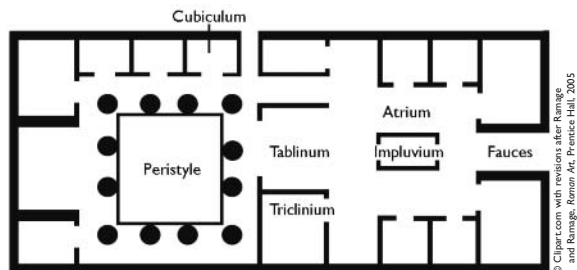 Cubiculum
Atrium
Tablinum
Impluvium
Fauces
Peristyle
Triclinium
© Clipart.com with revisions after Ramage
and Ramage, Roman Art, Prentice Hall, 2005